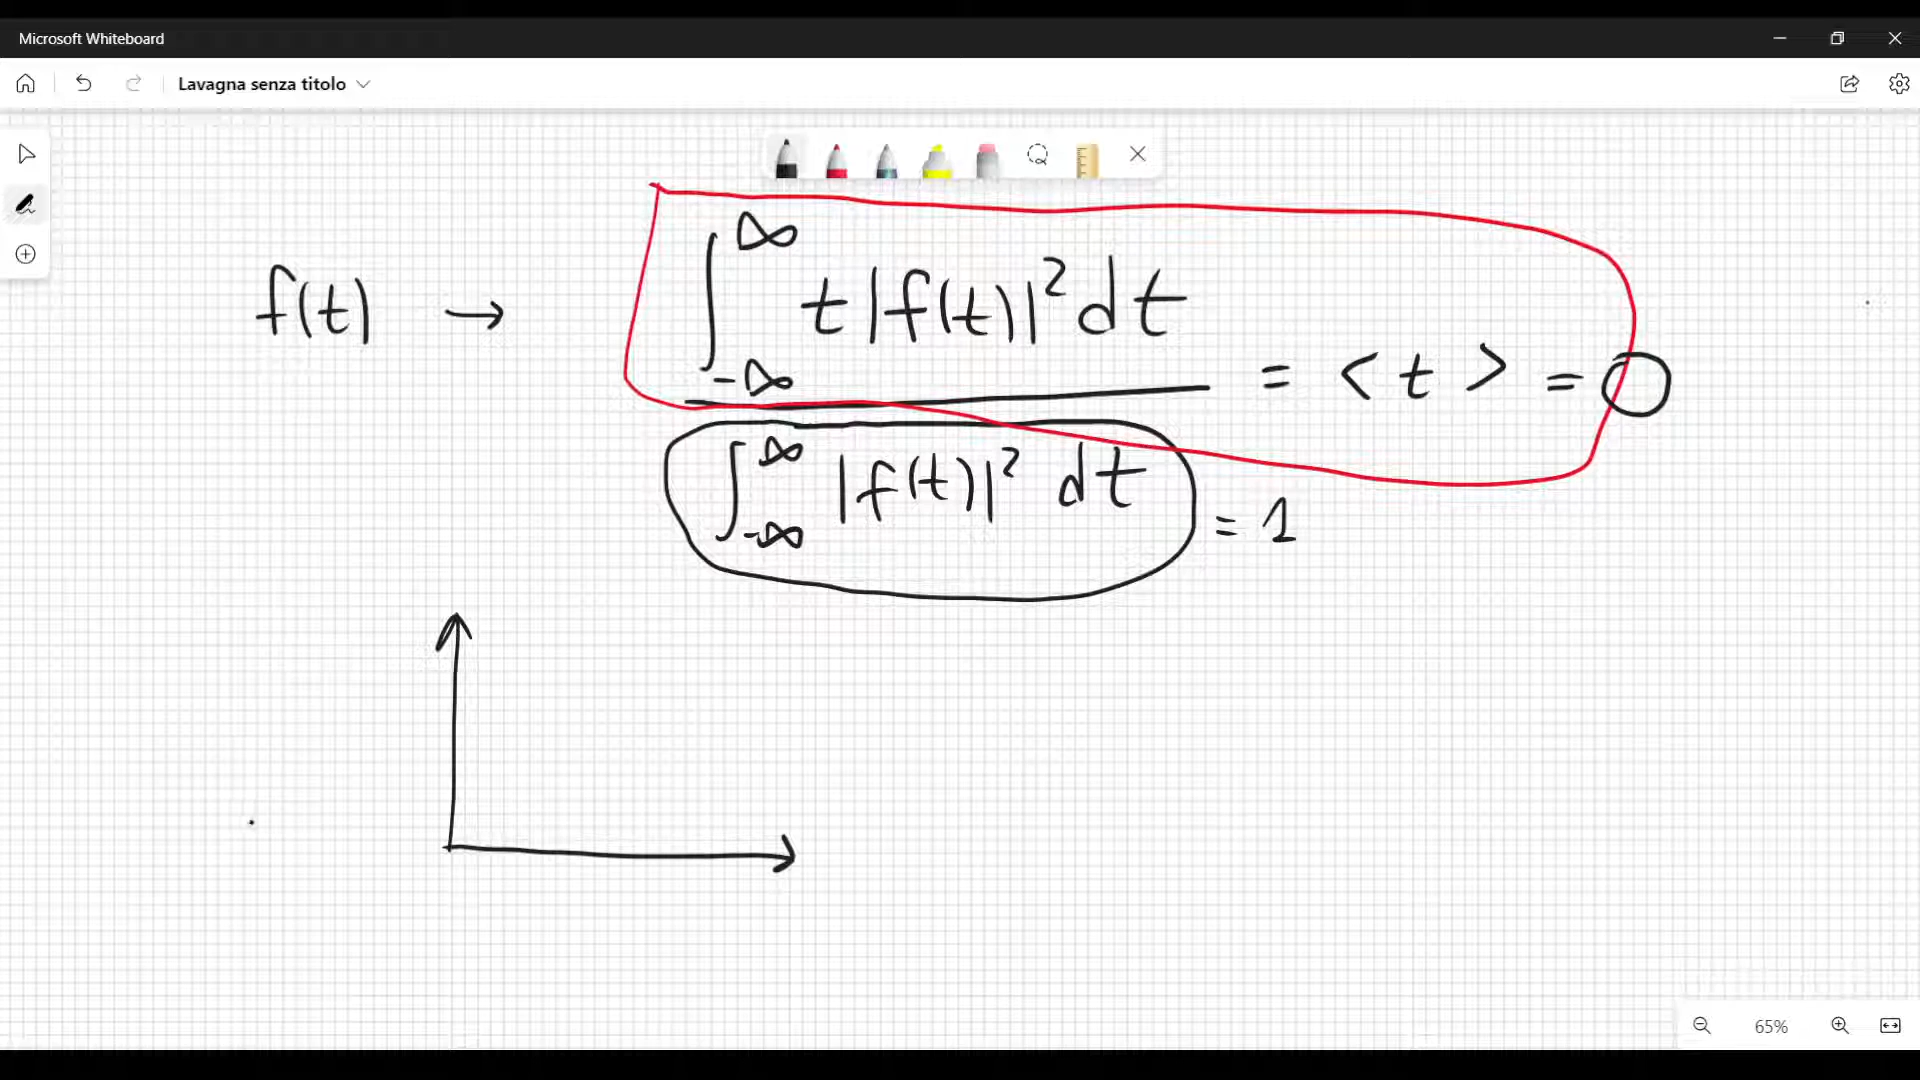 Microsoft Whiteboard
Lavagna senza titolo
f(t) → ∫_{-∞}^{∞} t |f(t)|² dt
= < t > = 0
∫_{-∞}^{∞} |f(t)|² dt = 1
65%